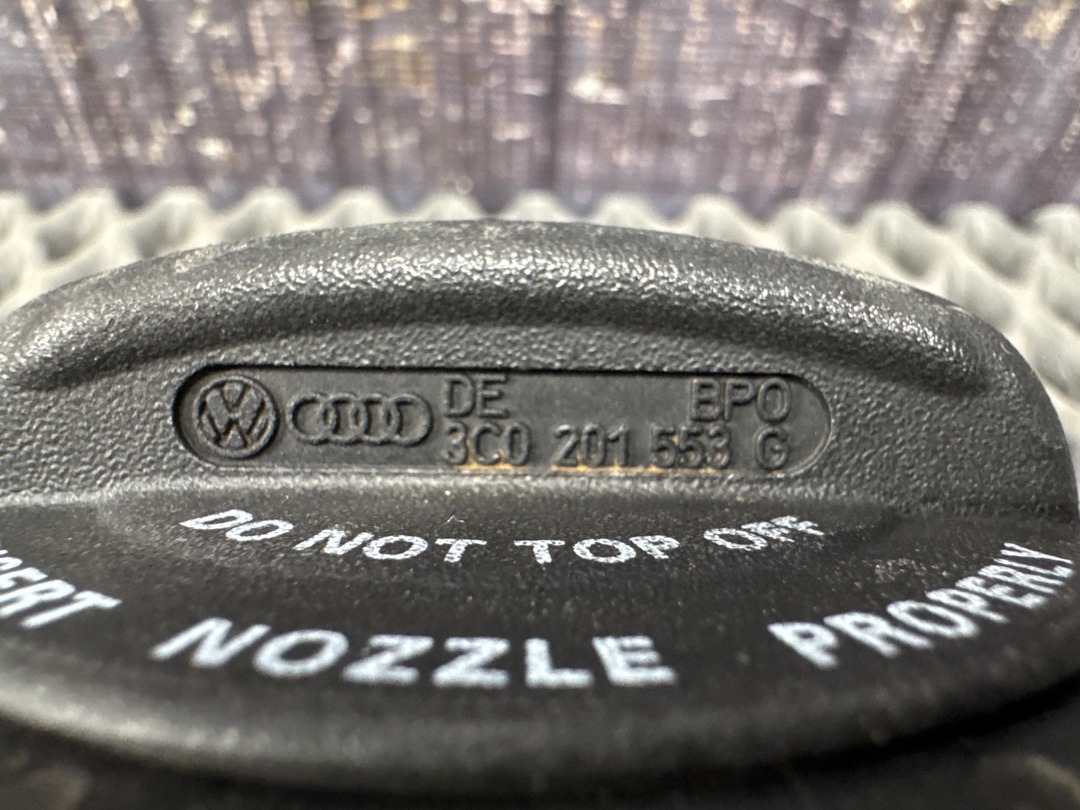 DE BPO
3C0 201 553 G
DO NOT TOP OFF
NOZZLE PROPERLY